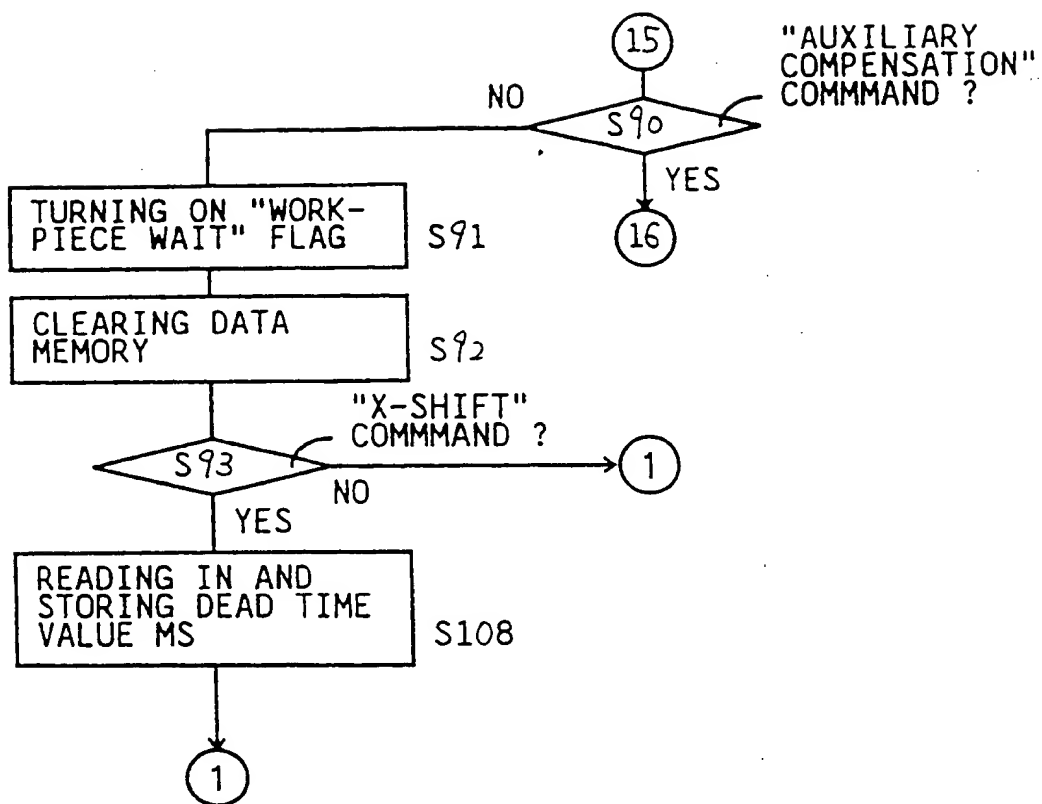 15
"AUXILIARY
COMPENSATION"
COMMMAND ?
NO
S90
YES
16
TURNING ON "WORK-
PIECE WAIT" FLAG
S91
CLEARING DATA
MEMORY
S92
"X-SHIFT"
COMMMAND ?
S93
NO
1
YES
READING IN AND
STORING DEAD TIME
VALUE MS
S108
1